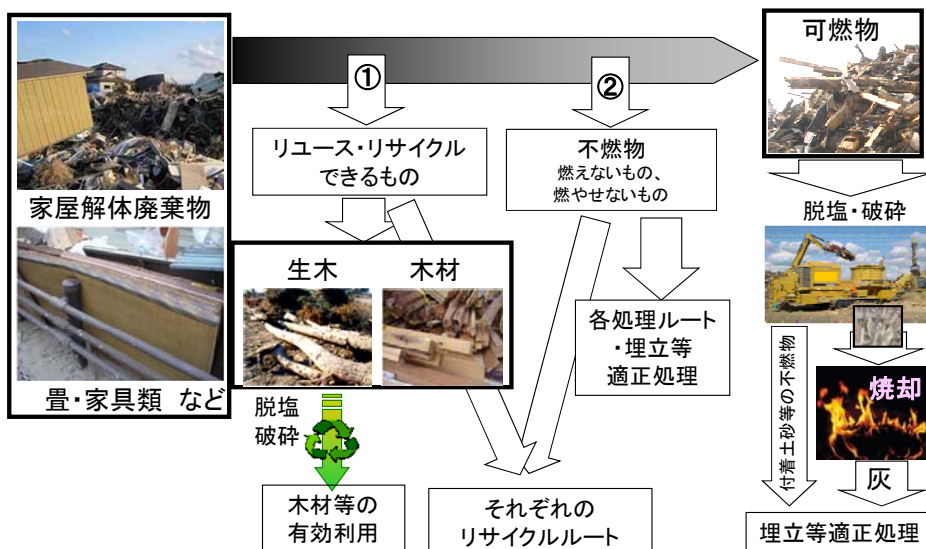 家屋解体廃棄物
畳・家具類 など
①
リユース・リサイクル
できるもの
②
不燃物
燃えないもの、
燃やせないもの
生木
木材
脱塩
破砕
木材等の
有効利用
それぞれの
リサイクルルート
各処理ルート
・埋立等
適正処理
可燃物
脱塩・破砕
付着土砂等の不燃物
焼却
灰
埋立等適正処理